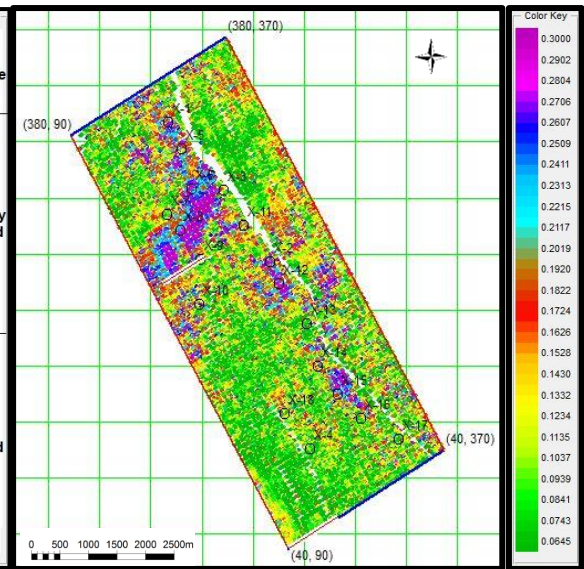 e
y
d
d
(380, 370)
(380, 90)
X-11
X-2
X-12
X-10
X-13
X-15
X-16
X-17
X-18
(40, 370)
(40, 90)
0 500 1000 1500 2000 2500m
Color Key
0.3000
0.2902
0.2804
0.2706
0.2607
0.2509
0.2411
0.2313
0.2215
0.2117
0.2019
0.1920
0.1822
0.1724
0.1626
0.1528
0.1430
0.1332
0.1234
0.1135
0.1037
0.0939
0.0841
0.0743
0.0645